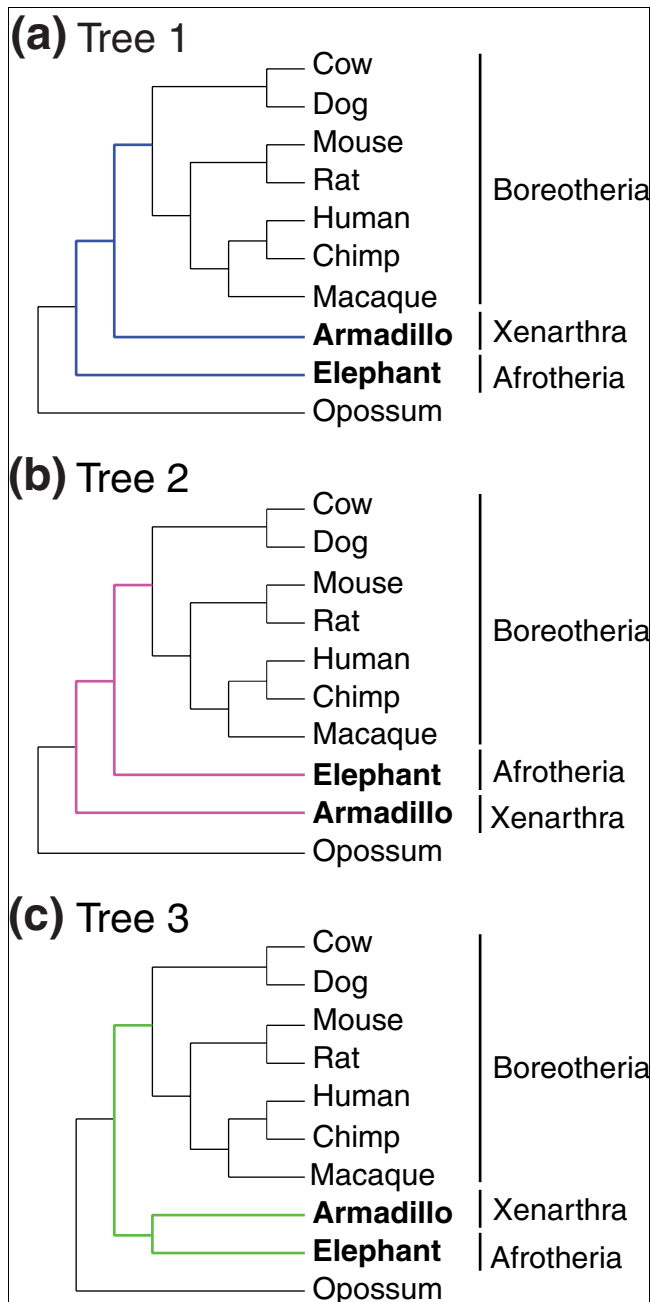 (a) Tree 1
Cow
Dog
Mouse
Rat
Human
Chimp
Macaque
Armadillo
Elephant
Opossum
Boreotheria
Xenarthra
Afrotheria
(b) Tree 2
Cow
Dog
Mouse
Rat
Human
Chimp
Macaque
Elephant
Armadillo
Opossum
Boreotheria
Afrotheria
Xenarthra
(c) Tree 3
Cow
Dog
Mouse
Rat
Human
Chimp
Macaque
Armadillo
Elephant
Opossum
Boreotheria
Xenarthra
Afrotheria